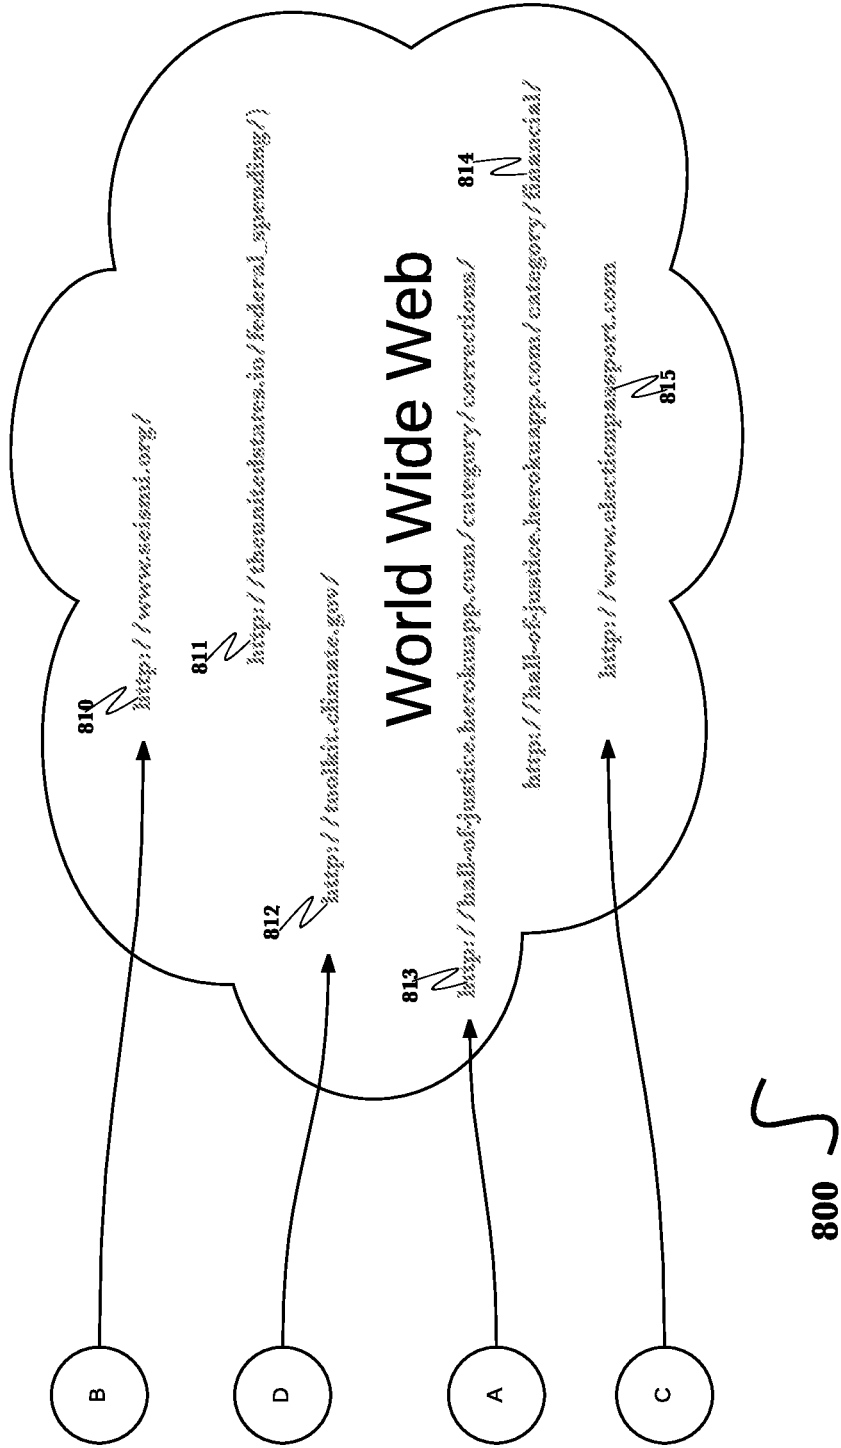 810
http://www.seismi.org/
811
http://theunitedstates.io/federal_spending/)
812
http://toolkit.climate.gov/
World Wide Web
813
http://hall-of-justice.herokuapp.com/category/corrections/
814
http://hall-of-justice.herokuapp.com/category/financial/
http://www.electionpassport.com
815
B
D
A
C
800